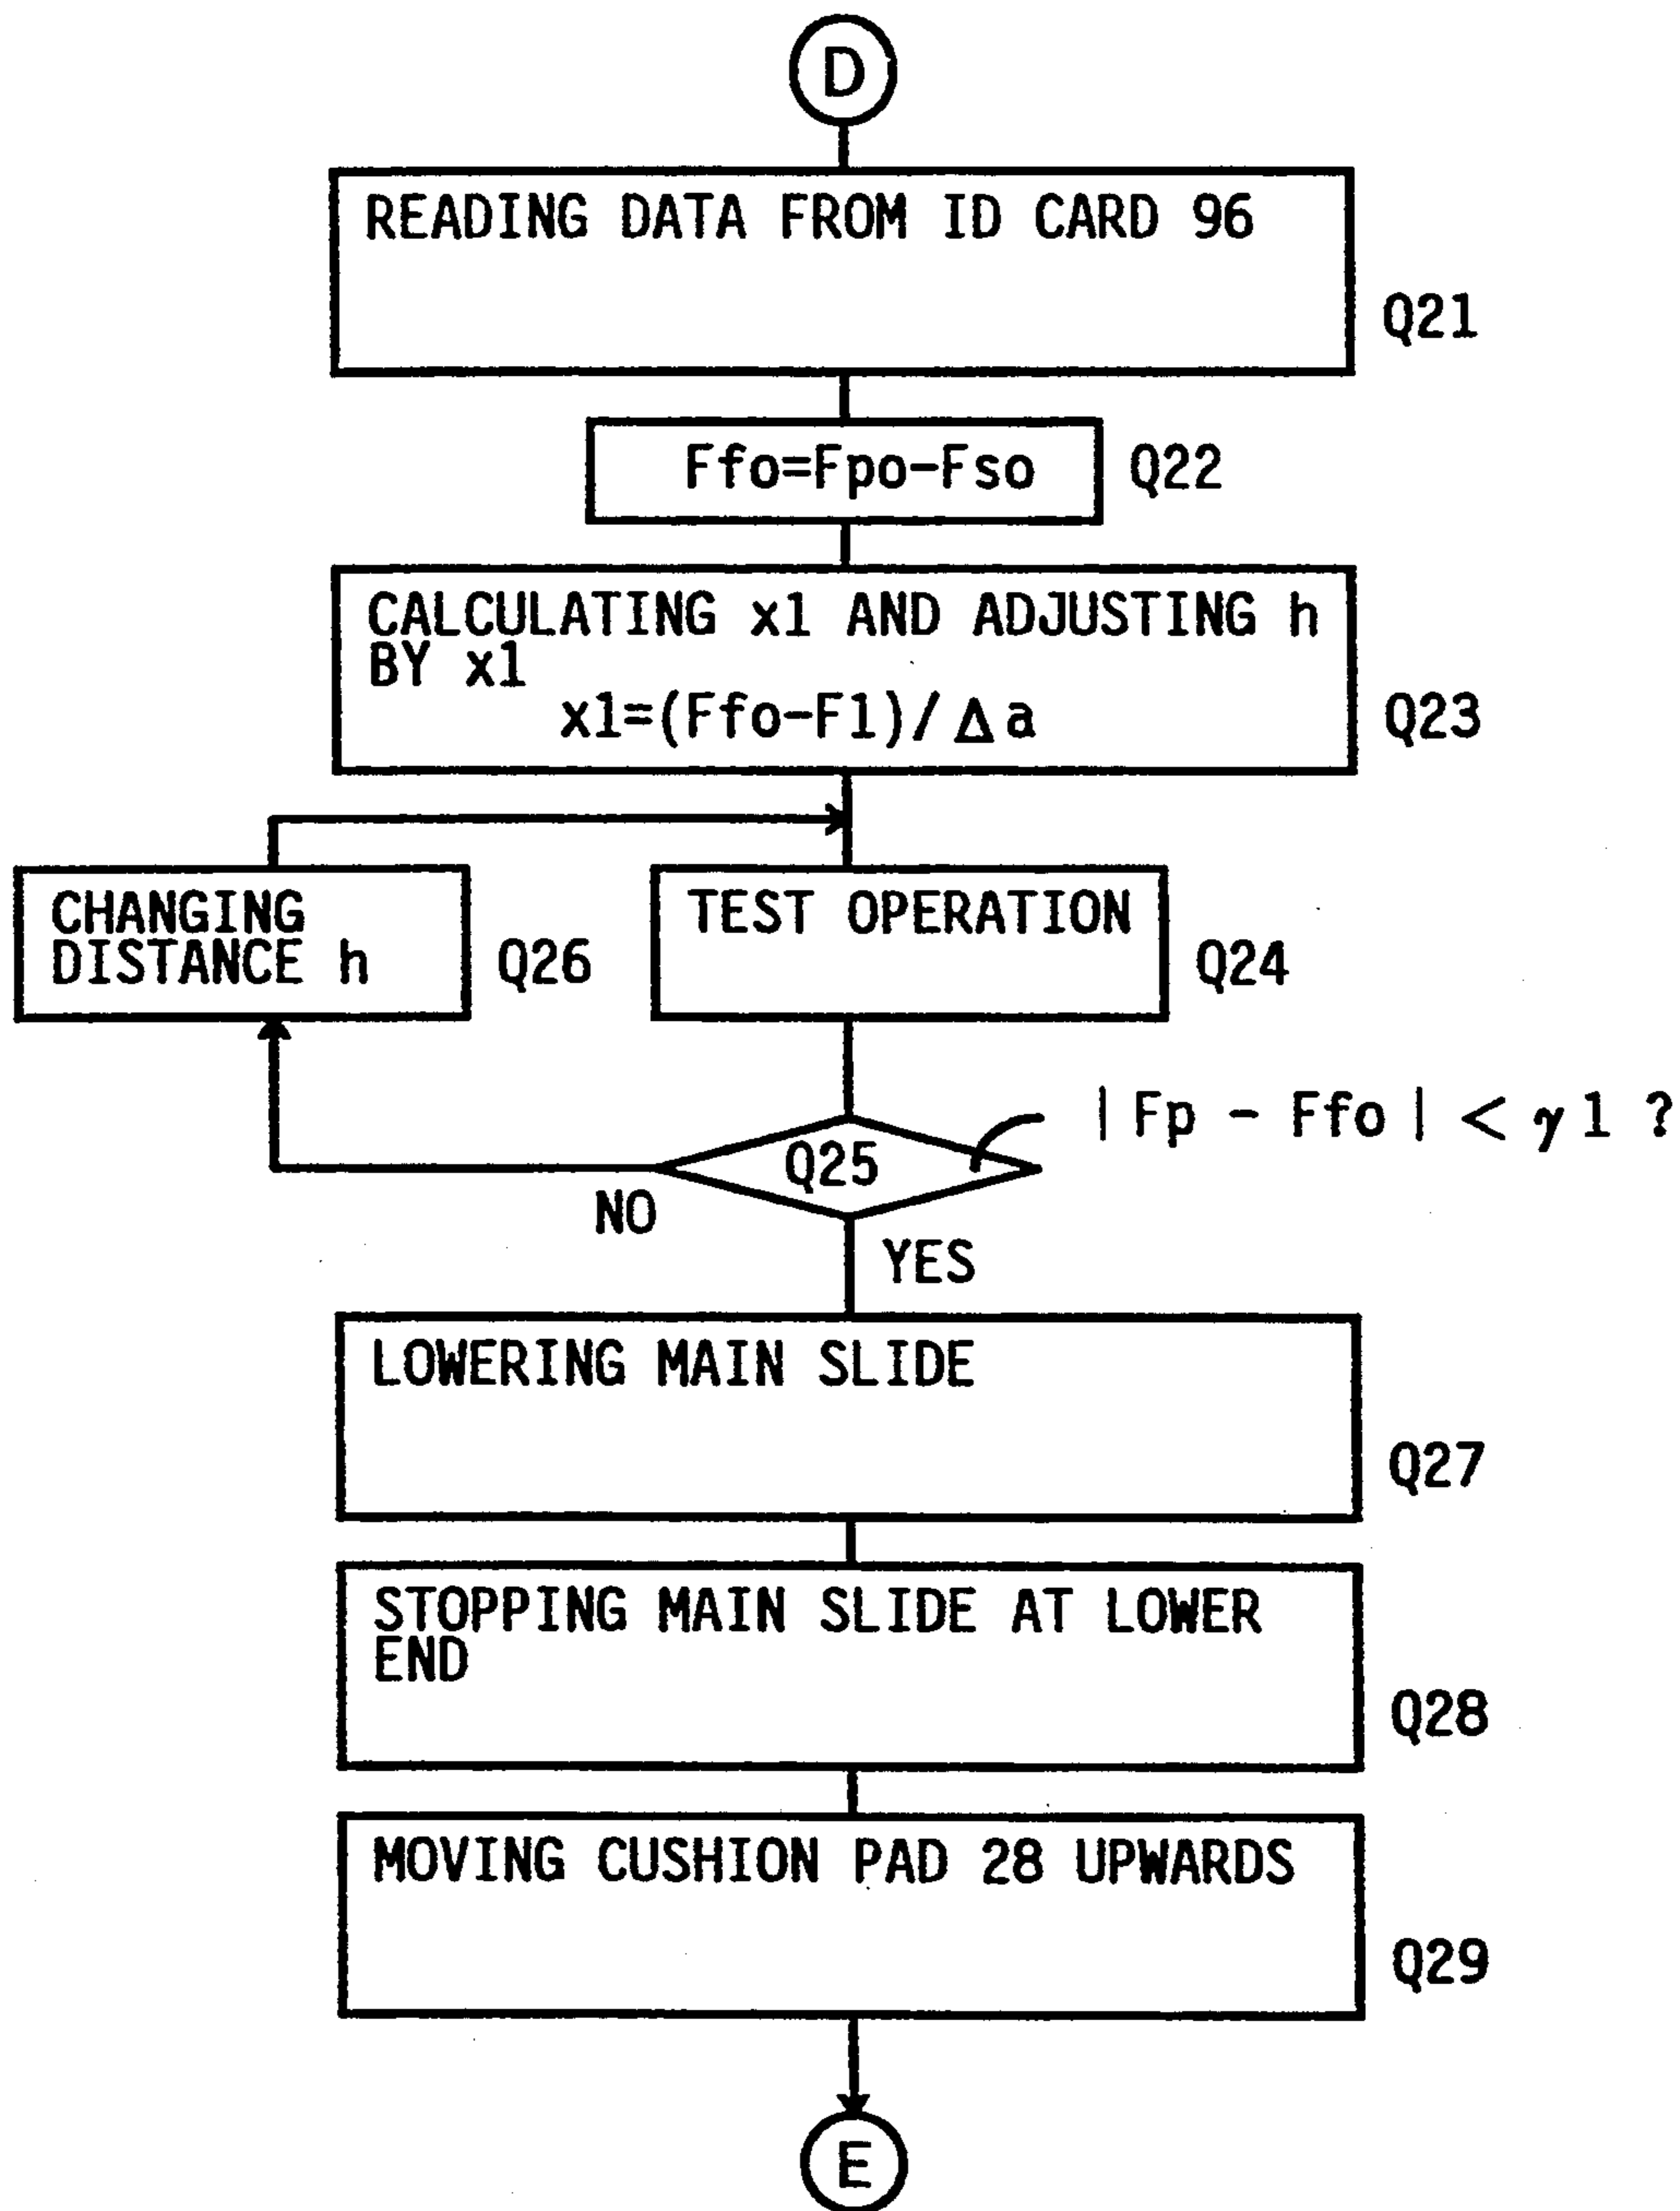 D
READING DATA FROM ID CARD 96
Q21
Ffo=Fpo-Fso
Q22
CALCULATING x1 AND ADJUSTING h
BY x1
x1=(Ffo-F1)/Δa
Q23
CHANGING
DISTANCE h
Q26
TEST OPERATION
Q24
| Fp - Ffo | < γ1 ?
Q25
NO
YES
LOWERING MAIN SLIDE
Q27
STOPPING MAIN SLIDE AT LOWER
END
Q28
MOVING CUSHION PAD 28 UPWARDS
Q29
E